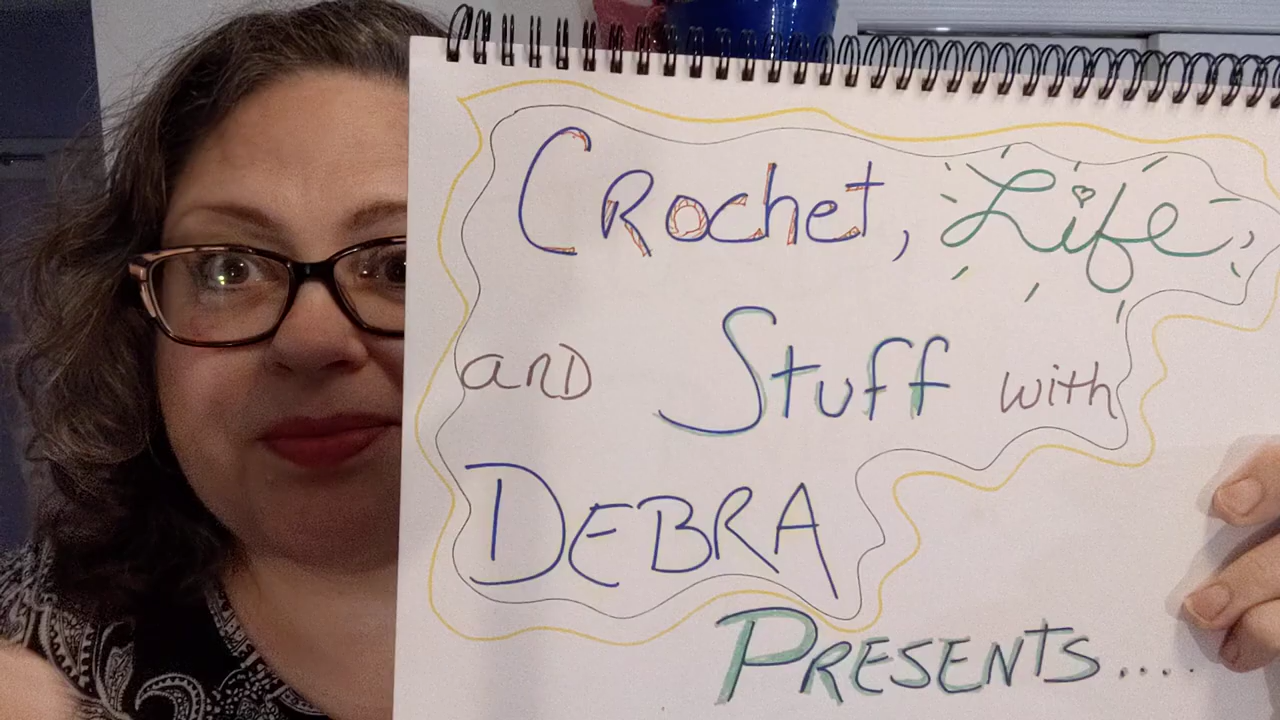 Crochet, Life,
and Stuff with
DEBRA
PRESENTS....